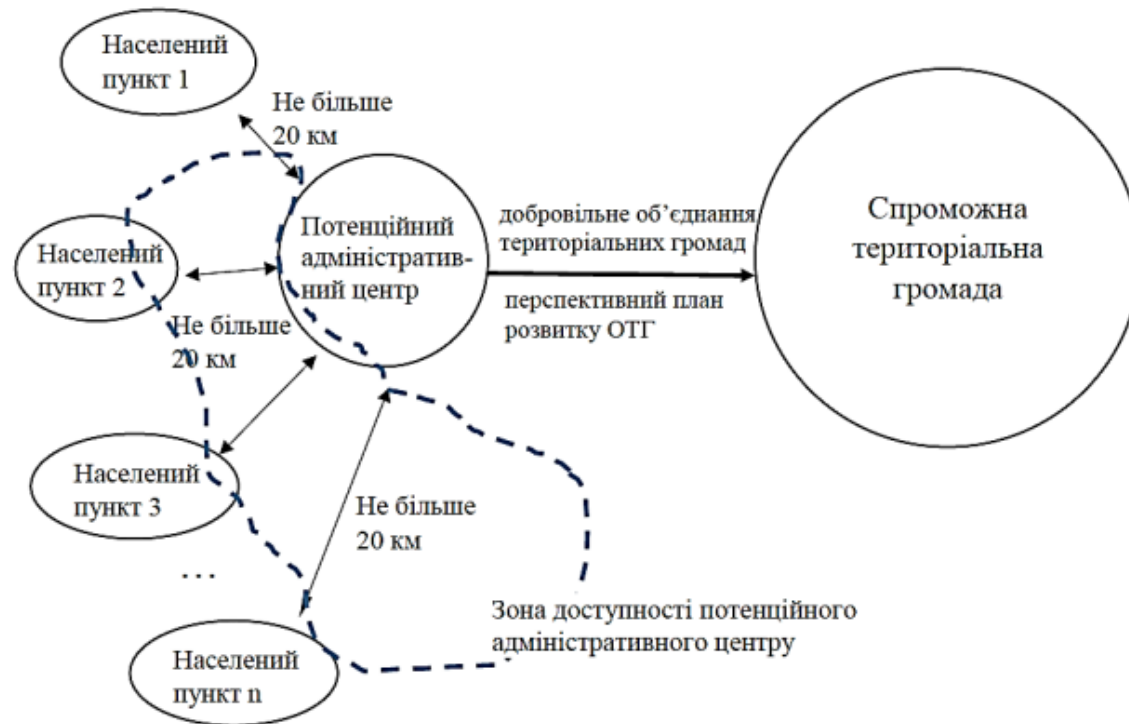 Населений
пункт 1
Не більше
20 км
Населений
пункт 2
Потенційний
адміністратив-
ний центр
добровільне об’єднання
територіальних громад
перспективний план
розвитку ОТГ
Спроможна
територіальна
громада
Не більше
20 км
Населений
пункт 3
Не більше
20 км
...
Населений
пункт n
Зона доступності потенційного
адміністративного центру